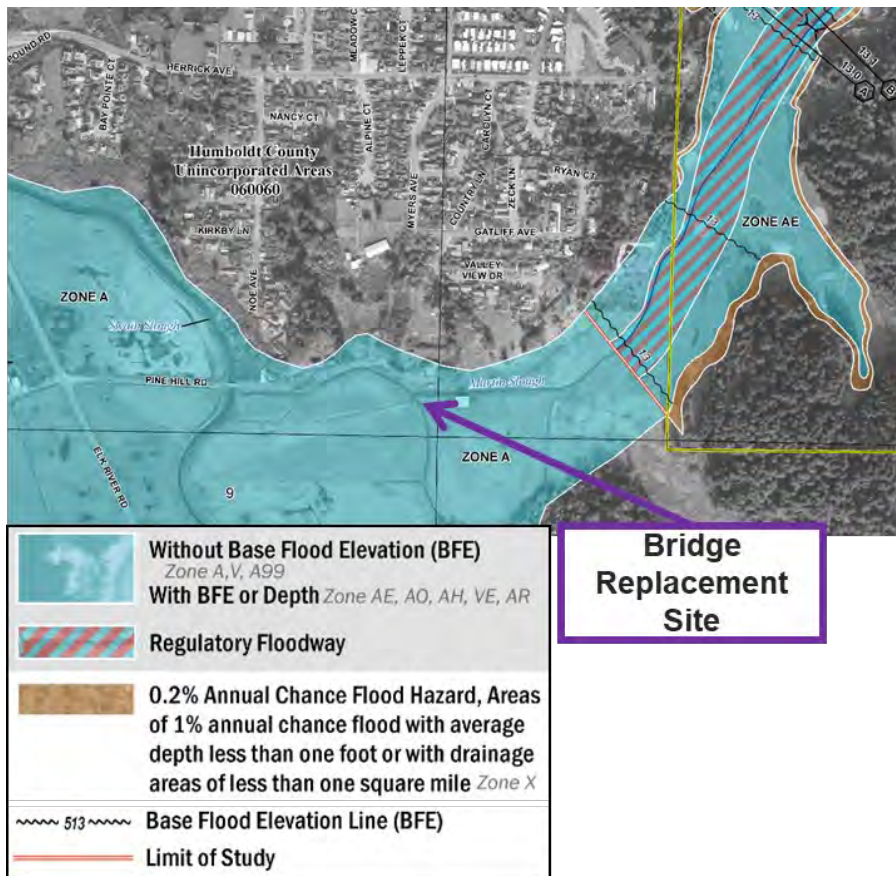 POUND RD
BAY POINTE CT
HERRICK AVE
MEADOW C
LEPPEK CT
NANCY CT
ALPINE CT
CAROLYN CT
Humboldt County
Unincorporated Areas
060060
MYERS AVE
COUNTRY LN
ZECK LN
RYAN CT
KIRKBY LN
NOE AVE
GATLIFF AVE
VALLEY
VIEW DR
13
13.0
13.1
A
B
13
ZONE AE
ZONE A
Swain Slough
PINE HILL RD
Martin Slough
13
ELK RIVER RD
9
ZONE A
Bridge
Replacement
Site
Without Base Flood Elevation (BFE)
Zone A,V, A99
With BFE or Depth Zone AE, AO, AH, VE, AR
Regulatory Floodway
0.2% Annual Chance Flood Hazard, Areas
of 1% annual chance flood with average
depth less than one foot or with drainage
areas of less than one square mile Zone X
513 Base Flood Elevation Line (BFE)
Limit of Study